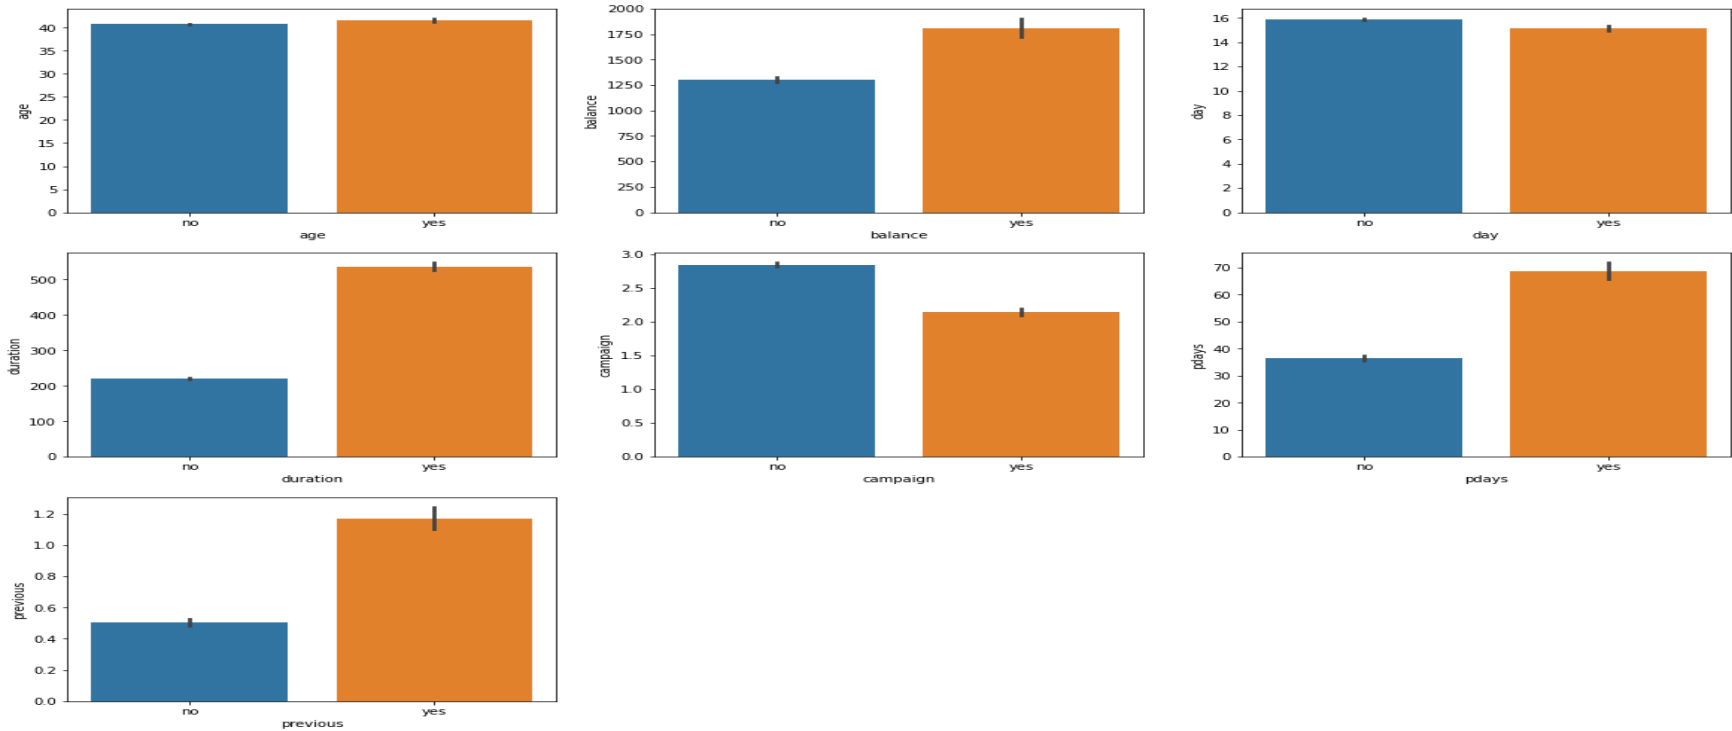 40
35
30
25
20
15
10
5
0
age
no
yes
age
2000
1750
1500
1250
1000
750
500
250
0
balance
no
yes
balance
16
14
12
10
8
6
4
2
0
day
no
yes
day
500
400
300
200
100
0
duration
no
yes
duration
3.0
2.5
2.0
1.5
1.0
0.5
0.0
campaign
no
yes
campaign
70
60
50
40
30
20
10
0
pdays
no
yes
pdays
1.2
1.0
0.8
0.6
0.4
0.2
0.0
previous
no
yes
previous